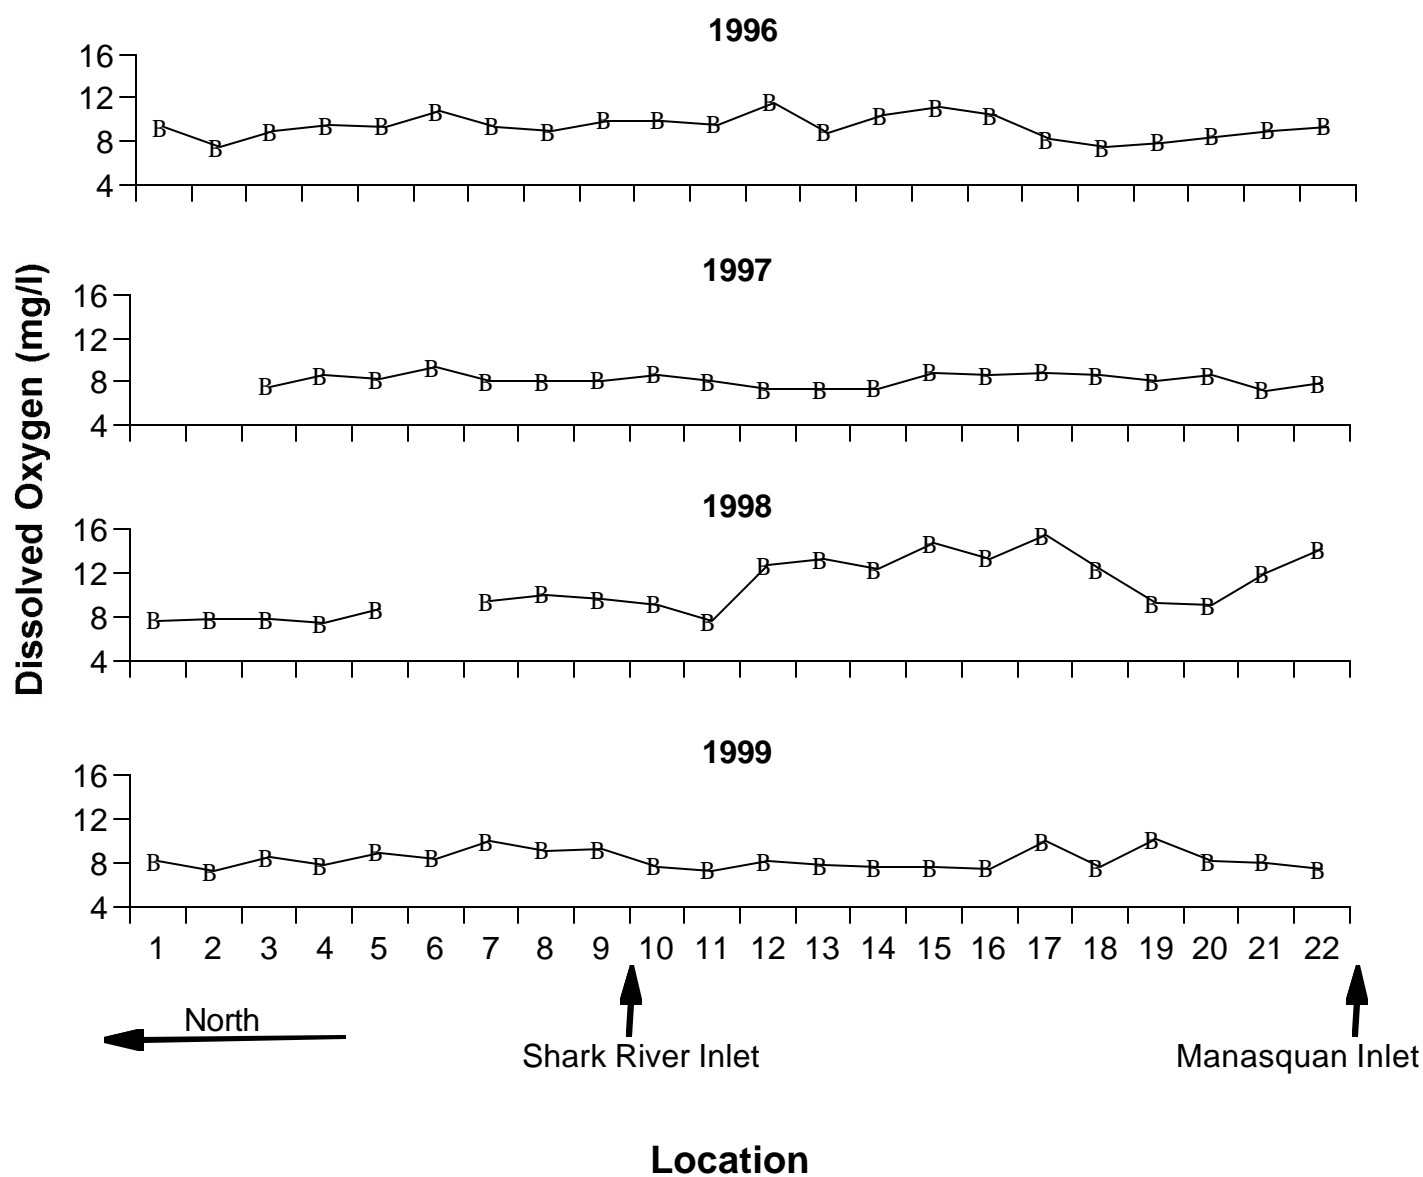 1996
16
12
8
4
B B B B B B B B B B B B B B B B B B B B B B
1997
16
12
8
4
B B B B B B B B B B B B B B B B B B B B
Dissolved Oxygen (mg/l)
1998
16
12
8
4
B B B B B B B B B B B B B B B B B B B B B
1999
16
12
8
4
B B B B B B B B B B B B B B B B B B B B B B
1 2 3 4 5 6 7 8 9 10 11 12 13 14 15 16 17 18 19 20 21 22
North
Shark River Inlet
Manasquan Inlet
Location